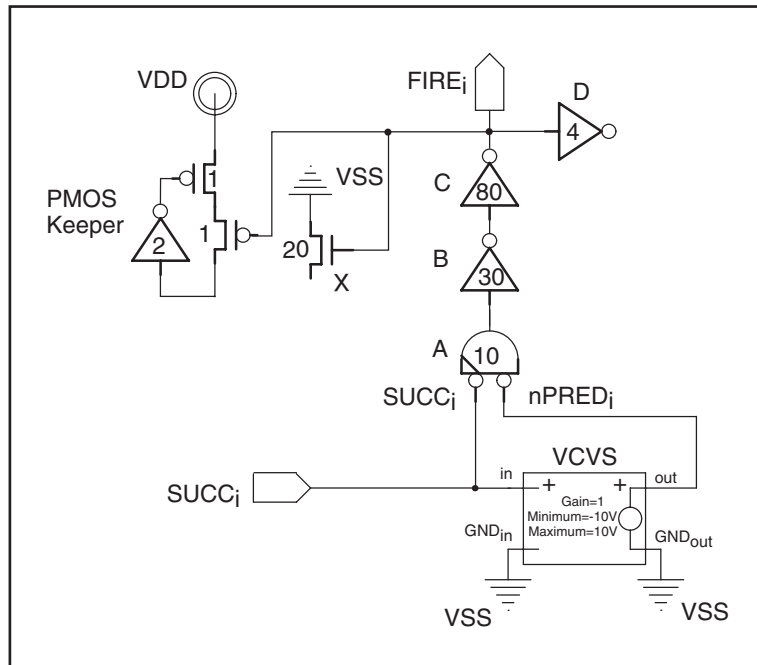 VDD
FIREi
D
4
1
VSS
C
80
PMOS
Keeper
1
2
20
X
B
30
A
10
SUCCi
nPREDi
VCVS
SUCCi
in
+
+
out
Gain=1
Minimum=-10V
Maximum=10V
GNDin
GNDout
VSS
VSS